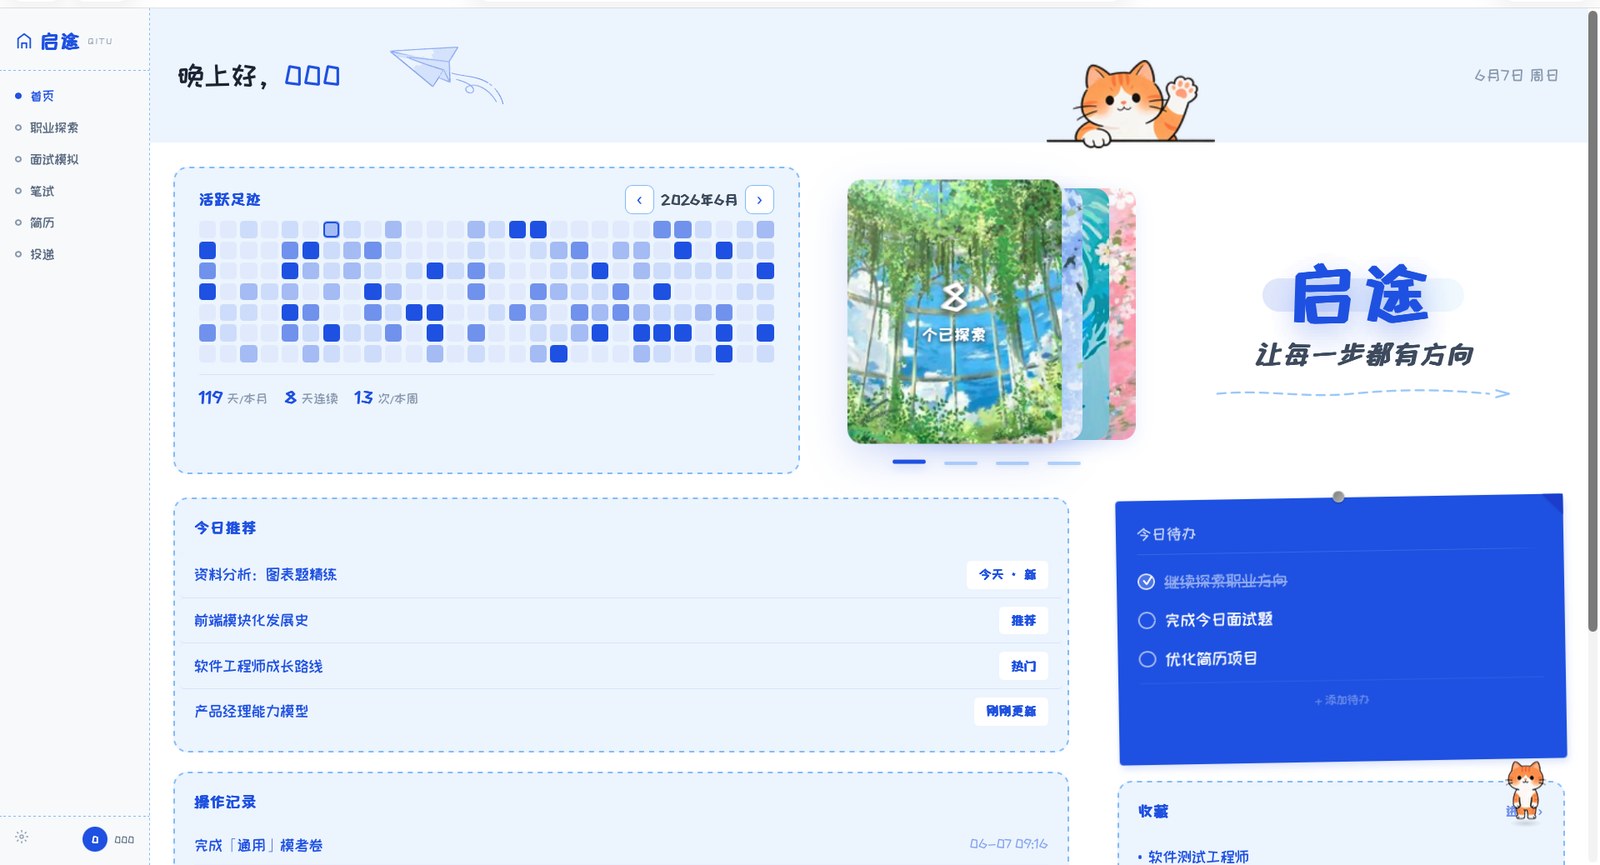 启途 QITU
首页
职业探索
面试模拟
笔试
简历
投递
晚上好，
6月7日 周日
活跃足迹
‹ 2026年6月 ›
119 天/本月 8 天连续 13 次/本周
8
个已探索
启途
让每一步都有方向
今日推荐
资料分析：图表题精练 今天 · 新
前端模块化发展史 推荐
软件工程师成长路线 热门
产品经理能力模型 刚刚更新
今日待办
继续探索职业方向
完成今日面试题
优化简历项目
+ 添加待办
操作记录
完成「通用」模考卷 06-07 09:16
收藏
• 软件测试工程师